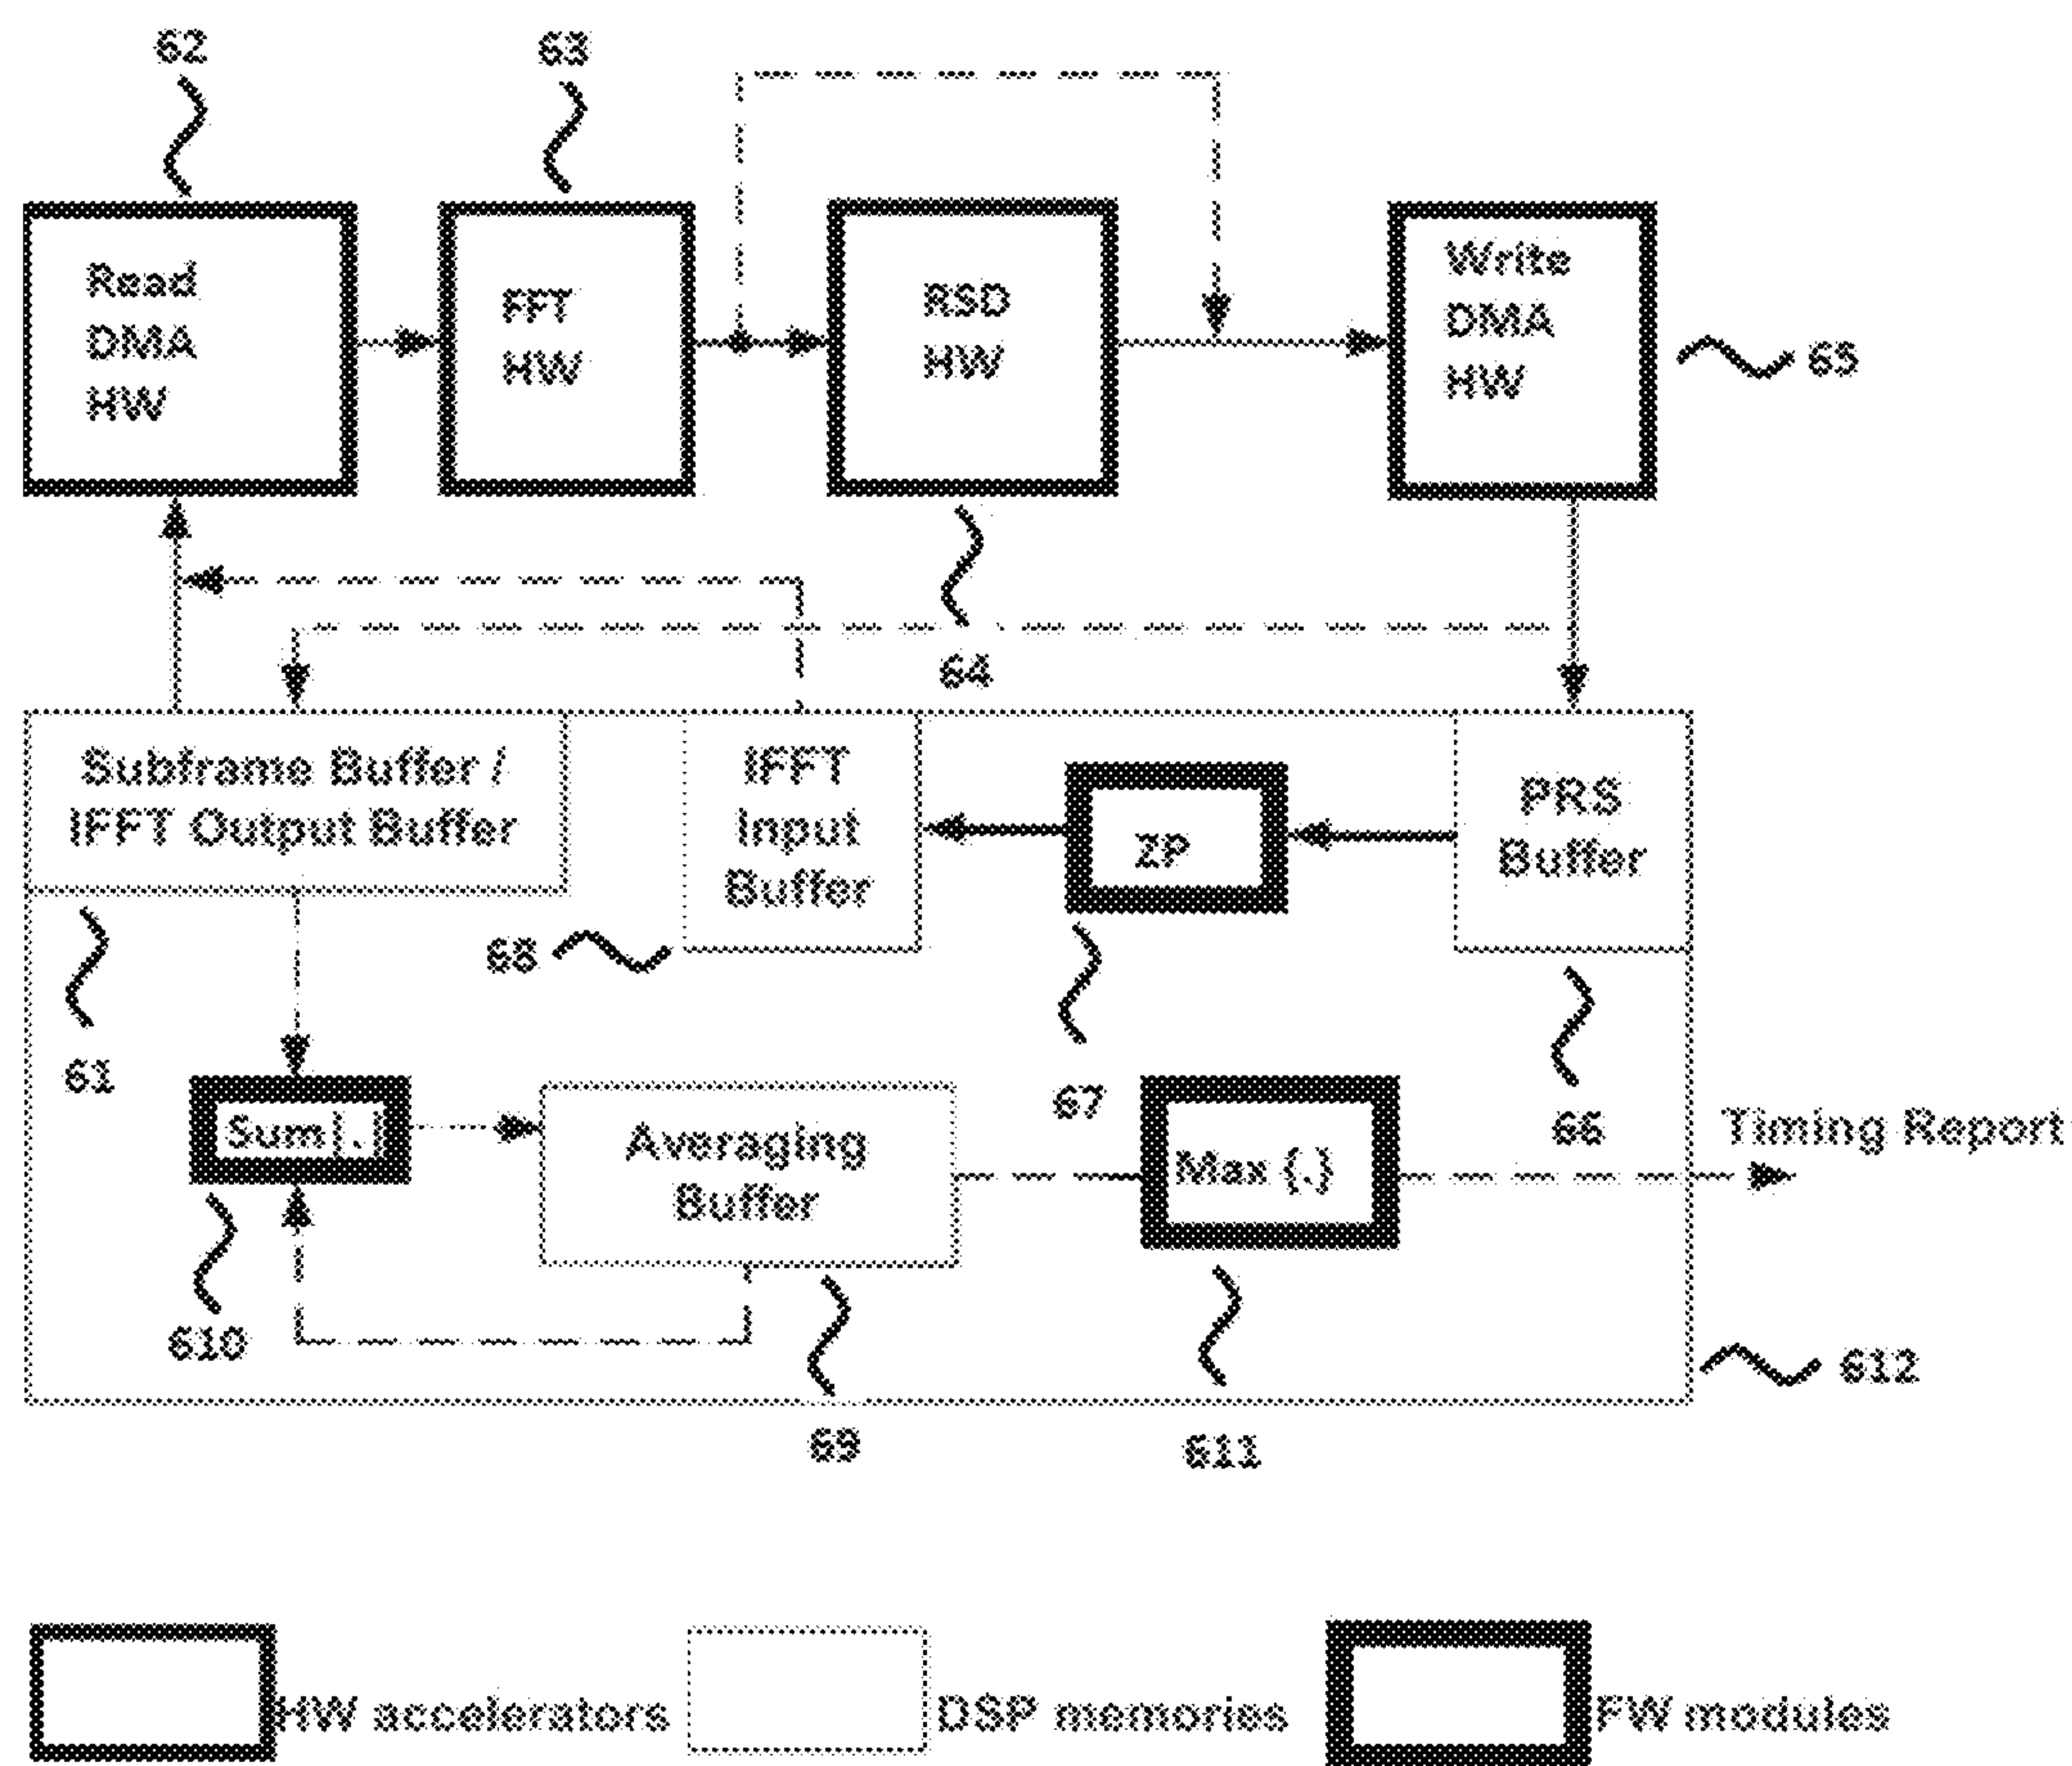 62
63
Read
DMA
HW
FFT
HW
RSD
HW
Write
DMA
HW
65
64
Subframe Buffer /
IFFT Output Buffer
IFFT
Input
Buffer
ZP
PRS
Buffer
68
61
67
66
Sum{.}
Averaging
Buffer
Max {.}
Timing Report
610
612
69
611
HW accelerators
DSP memories
FW modules